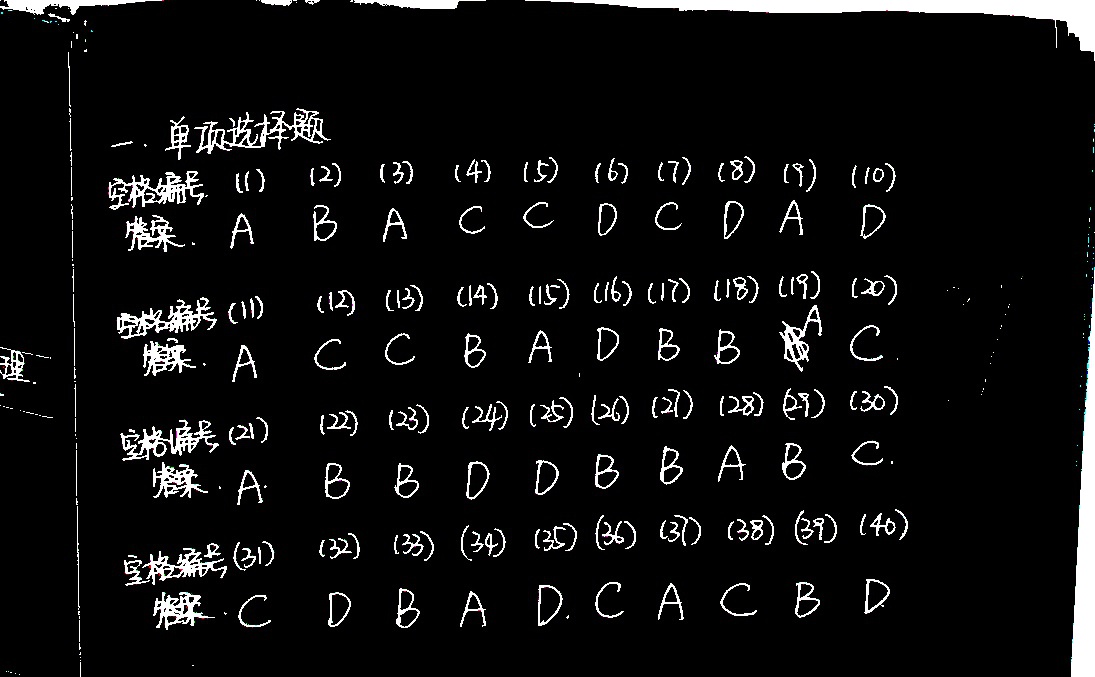 一.单项选择题
空格编号 (1) (2) (3) (4) (5) (6) (7) (8) (9) (10)
答案. A B A C C D C D A D
空格编号 (11) (12) (13) (14) (15) (16) (17) (18) (19) (20)
答案. A C C B A D B B A C.
理.
空格编号 (21) (22) (23) (24) (25) (26) (27) (28) (29) (30)
答案. A. B B D D B B A B C.
空格编号 (31) (32) (33) (34) (35) (36) (37) (38) (39) (40)
答案. C D B A D. C A C B D